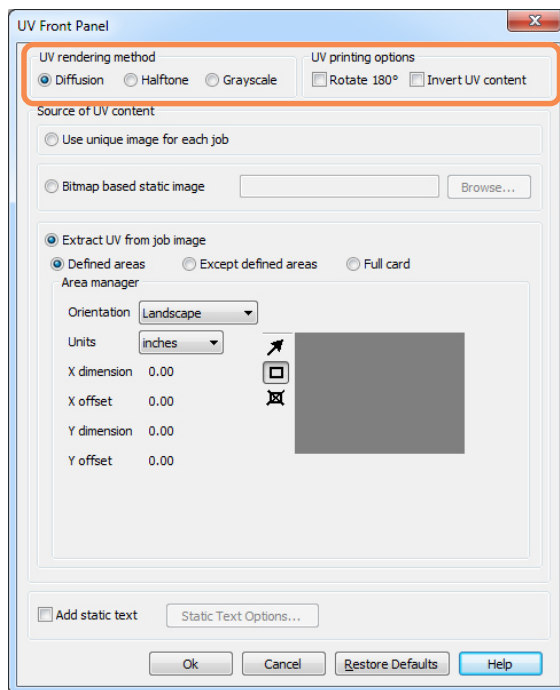 UV Front Panel
UV rendering method
Diffusion Halftone Grayscale
UV printing options
Rotate 180° Invert UV content
Source of UV content
Use unique image for each job
Bitmap based static image Browse...
Extract UV from job image
Defined areas Except defined areas Full card
Area manager
Orientation Landscape
Units inches
X dimension 0.00
X offset 0.00
Y dimension 0.00
Y offset 0.00
Add static text Static Text Options...
Ok Cancel Restore Defaults Help